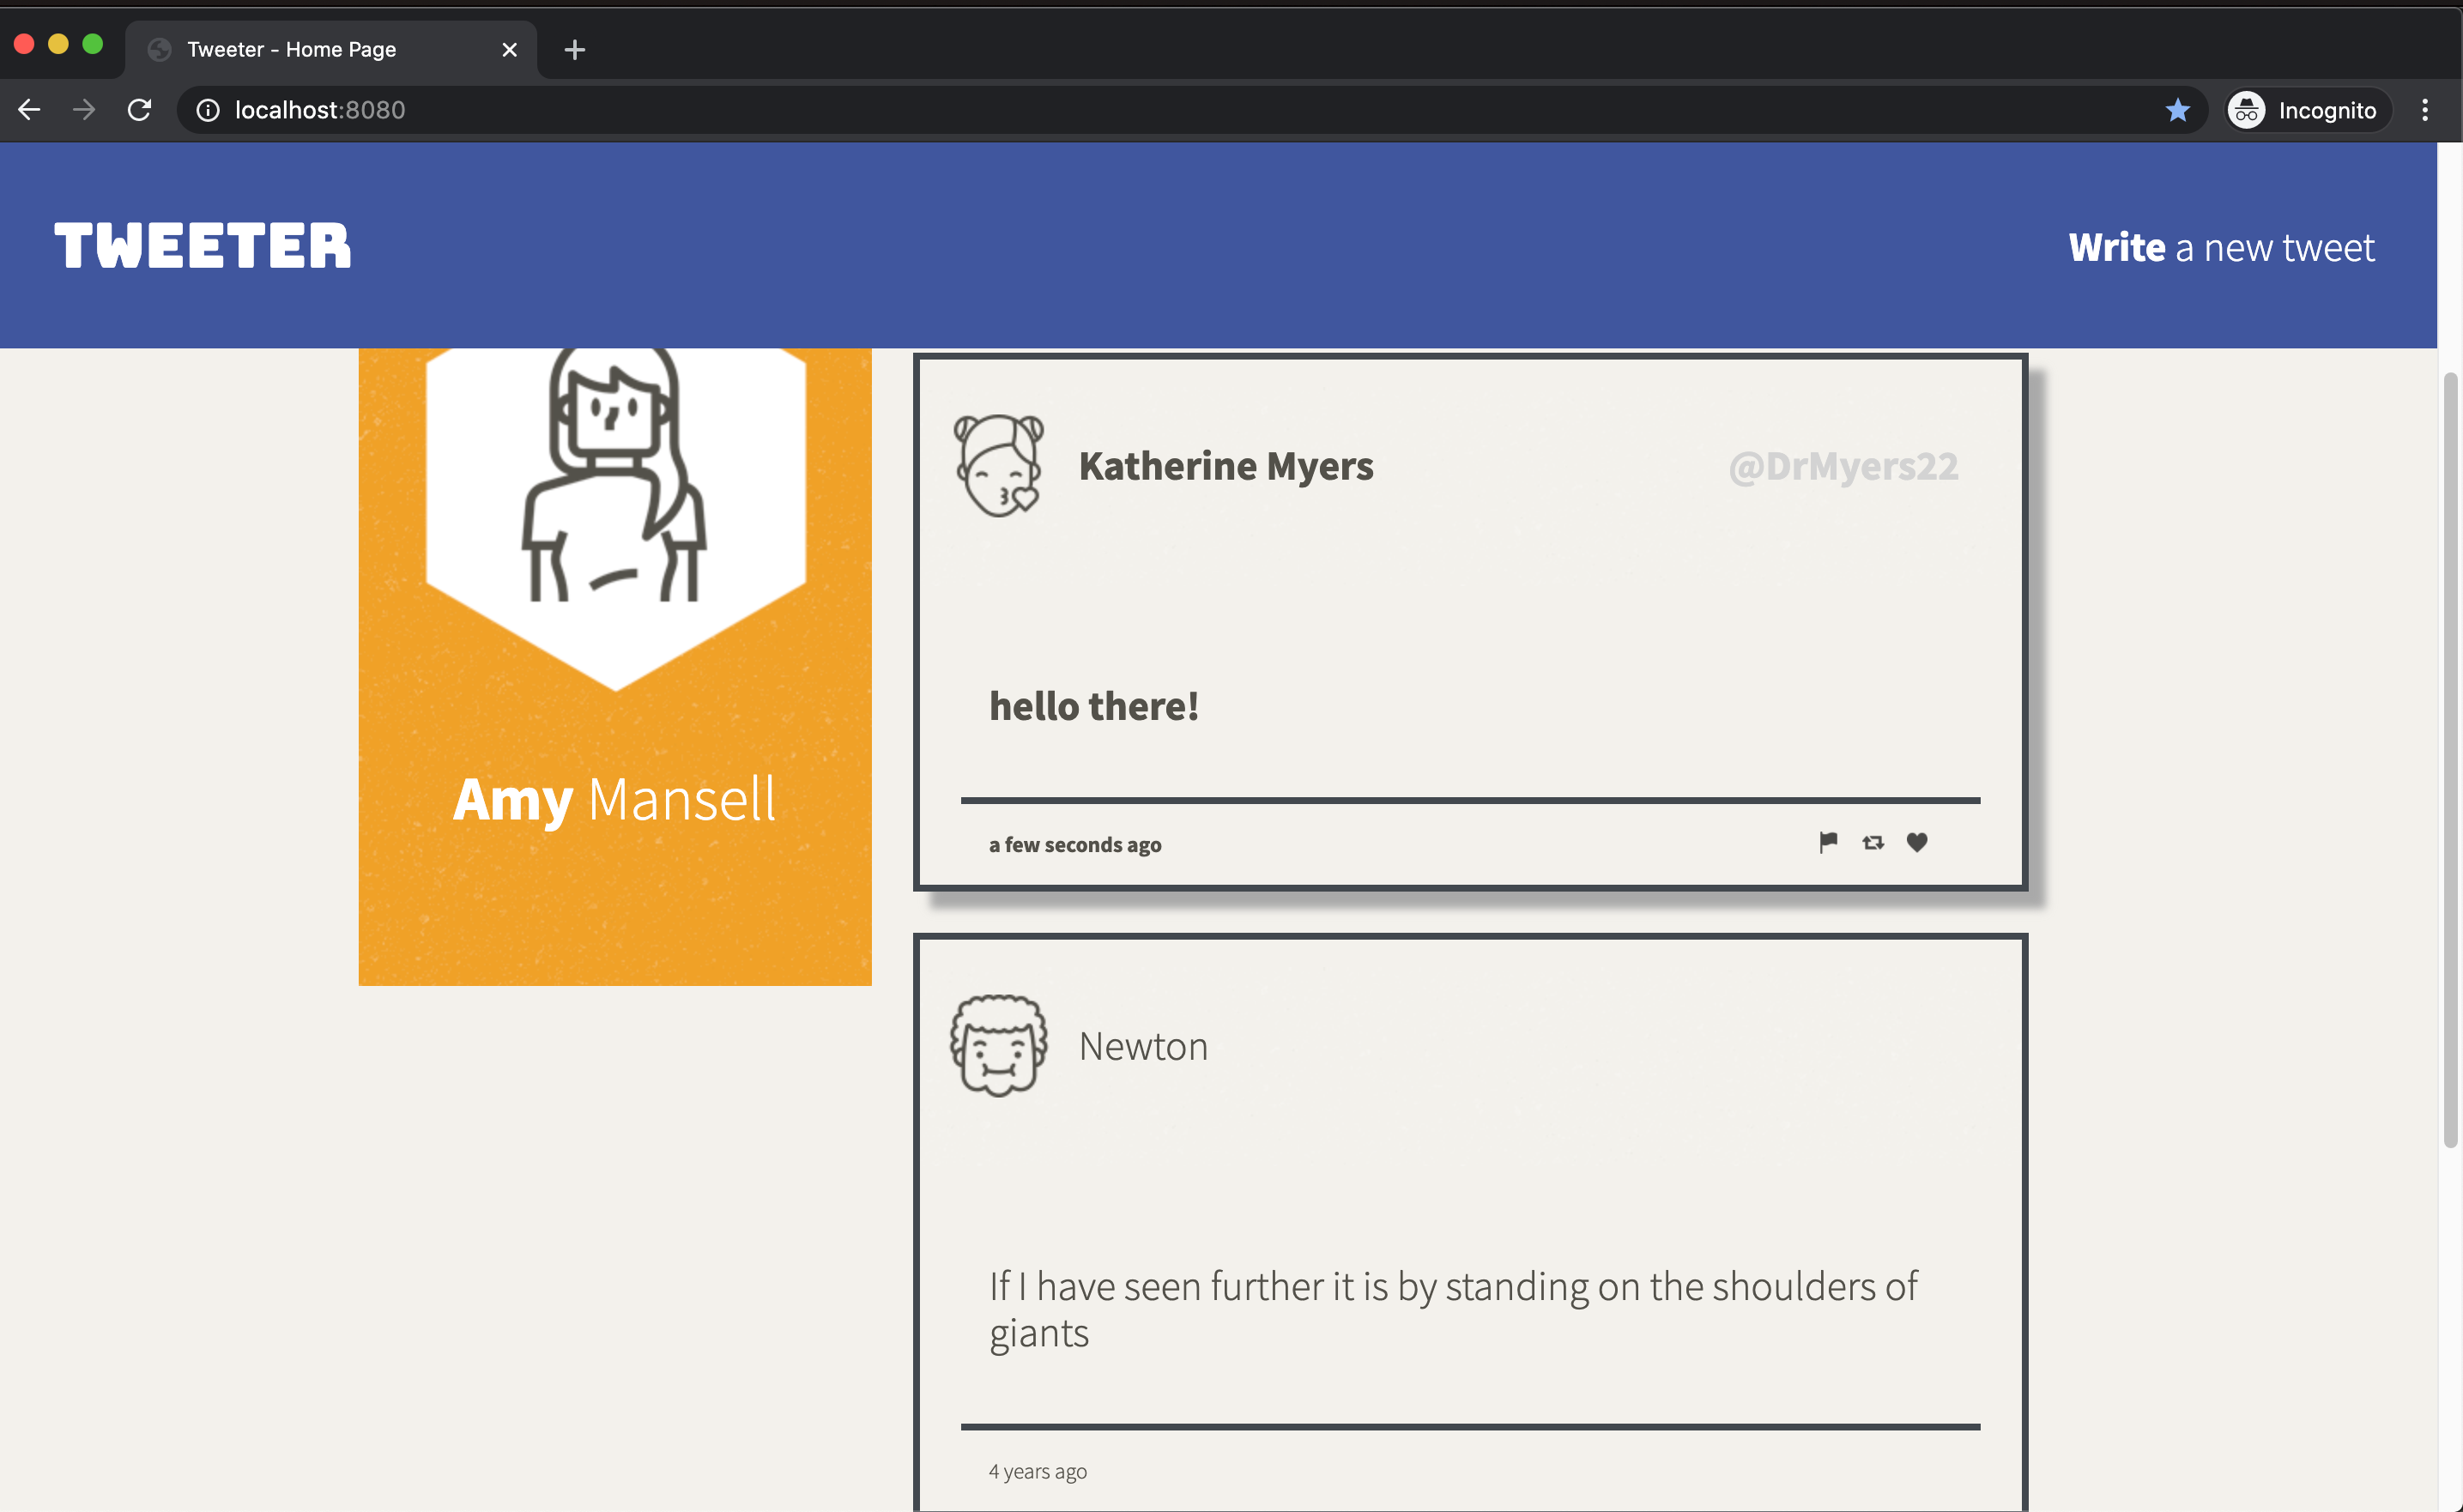 Tweeter - Home Page
localhost:8080
Incognito
TWEETER
Write a new tweet
Amy Mansell
Katherine Myers
@DrMyers22
hello there!
a few seconds ago
Newton
If I have seen further it is by standing on the shoulders of
giants
4 years ago